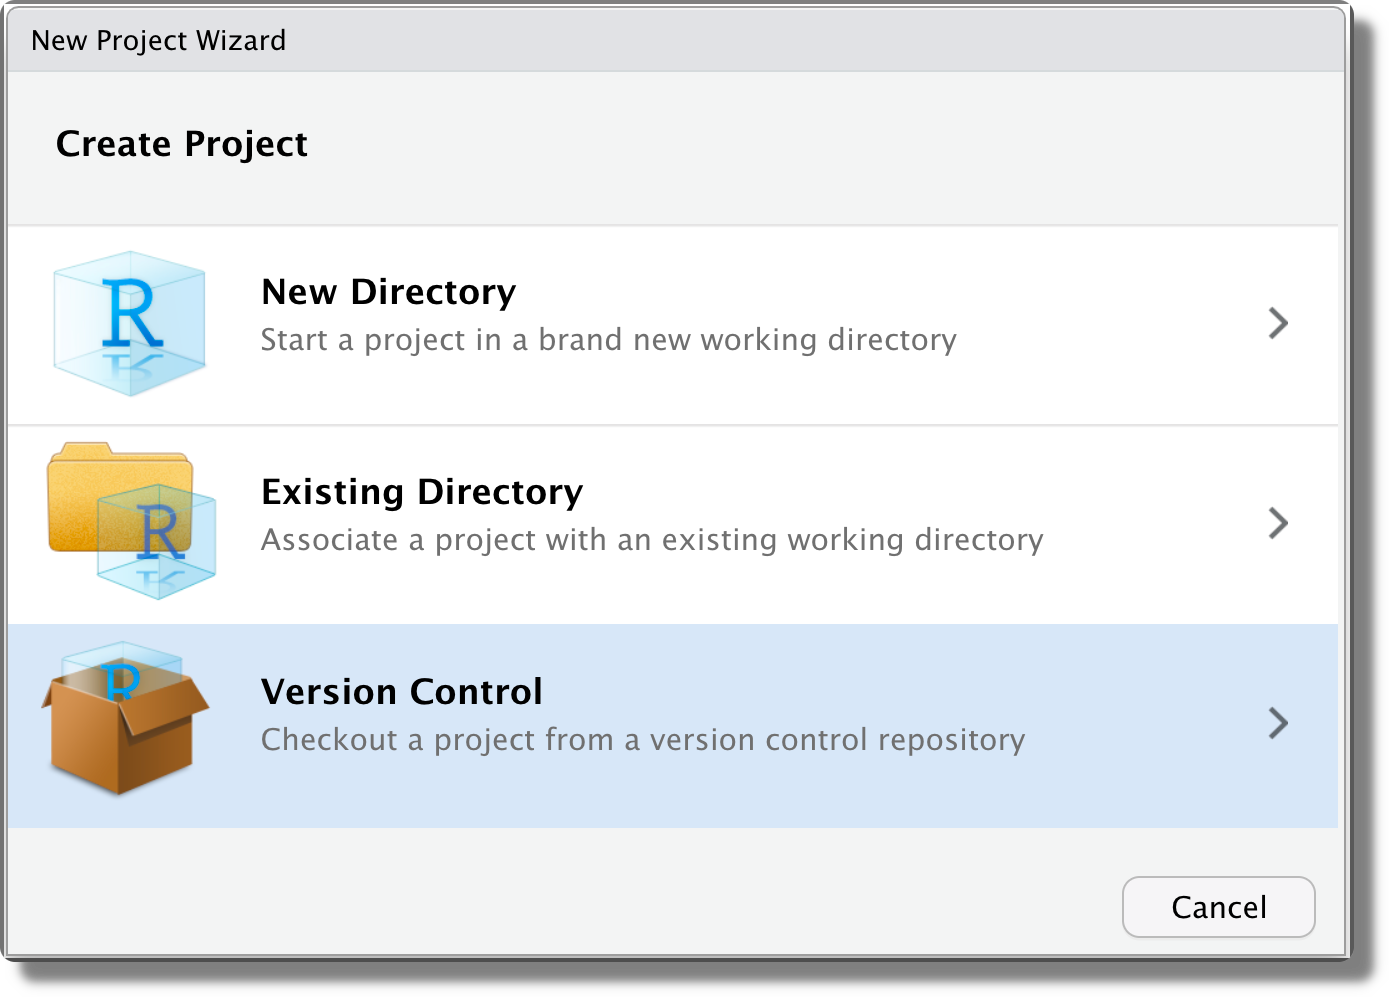 New Project Wizard
Create Project
R
New Directory
Start a project in a brand new working directory
R
Existing Directory
Associate a project with an existing working directory
R
Version Control
Checkout a project from a version control repository
Cancel